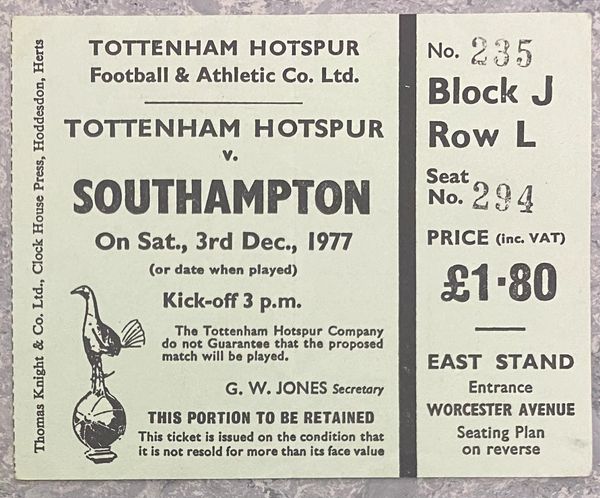 Thomas Knight & Co. Ltd., Clock House Press, Hoddesdon, Herts
TOTTENHAM HOTSPUR
Football & Athletic Co. Ltd.
TOTTENHAM HOTSPUR
v.
SOUTHAMPTON
On Sat., 3rd Dec., 1977
(or date when played)
Kick-off 3 p.m.
The Tottenham Hotspur Company
do not Guarantee that the proposed
match will be played.
G. W. JONES Secretary
THIS PORTION TO BE RETAINED
This ticket is issued on the condition that
it is not resold for more than its face value
No. 235
Block J
Row L
Seat
No. 294
PRICE (inc. VAT)
£1·80
EAST STAND
Entrance
WORCESTER AVENUE
Seating Plan
on reverse